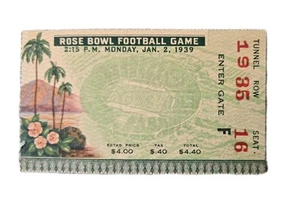 ROSE BOWL FOOTBALL GAME
2:15 P.M. MONDAY, JAN. 2, 1939
TUNNEL ROW SEAT.
19 85 16
ENTER GATE
F
ESTAB. PRICE TAX TOTAL
$4.00 .40 $4.40